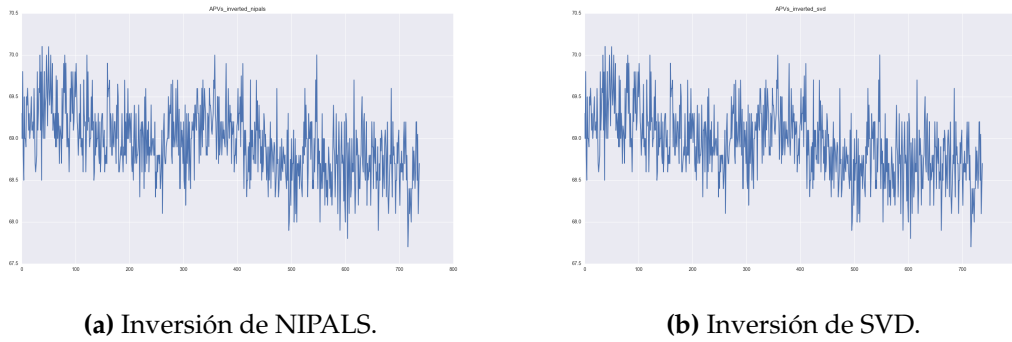 APVs_inverted_nipals
70.5
70.0
69.5
69.0
68.5
68.0
67.5
0 100 200 300 400 500 600 700 800
(a) Inversión de NIPALS.
APVs_inverted_svd
70.5
70.0
69.5
69.0
68.5
68.0
67.5
0 100 200 300 400 500 600 700
(b) Inversión de SVD.